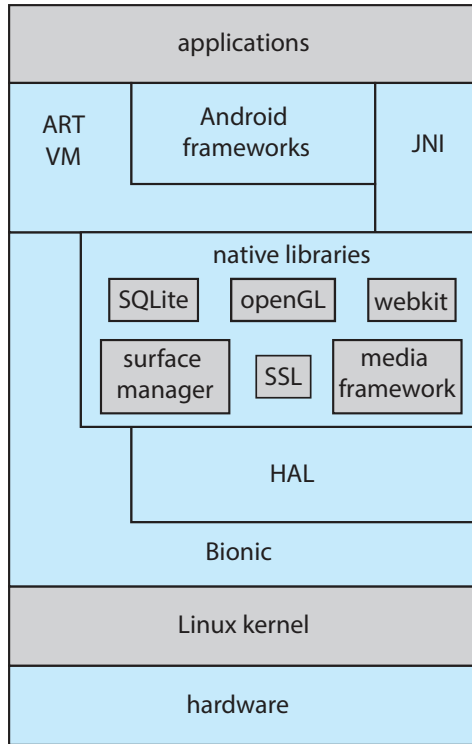 applications
ART
VM
Android
frameworks
JNI
native libraries
SQLite
openGL
webkit
surface
manager
SSL
media
framework
HAL
Bionic
Linux kernel
hardware